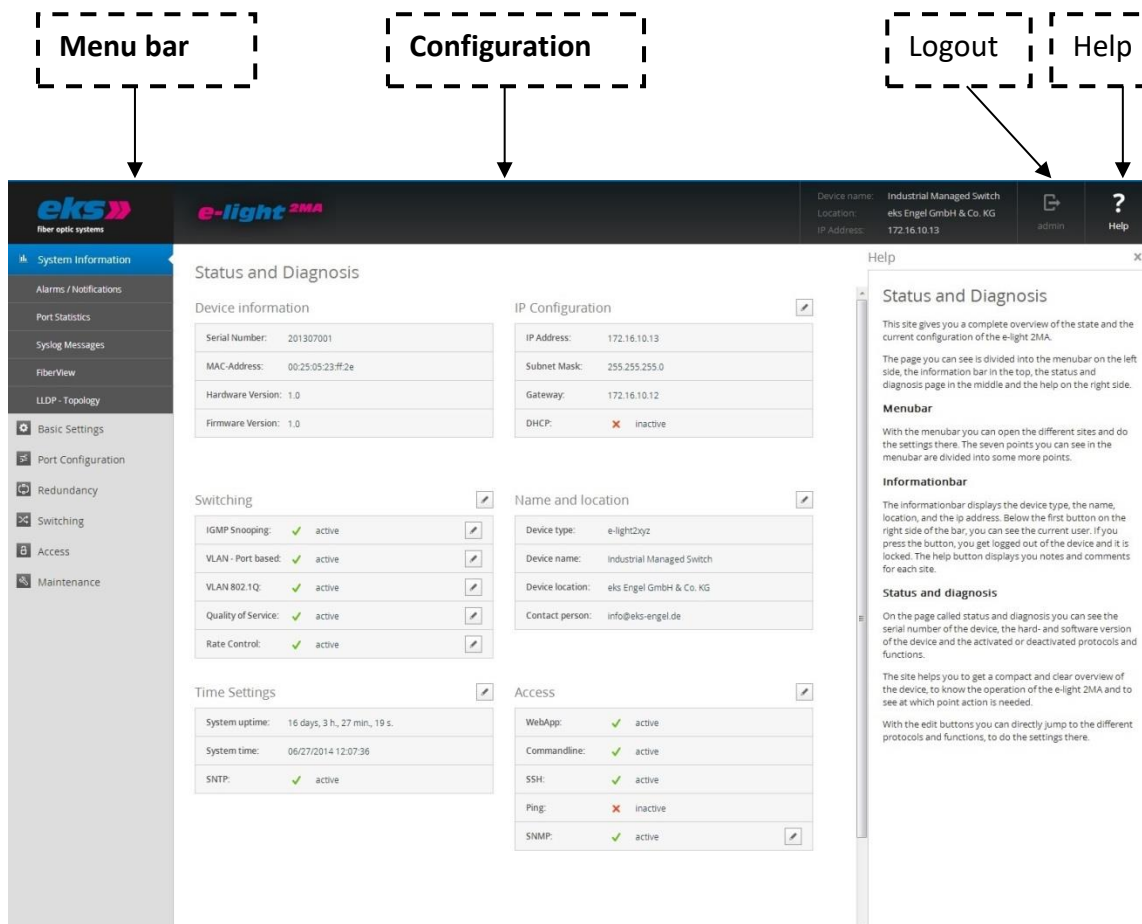 Menu bar
Configuration
Logout
Help
eks
fiber optic systems
e-light 2MA
Device name: Industrial Managed Switch
Location: eks Engel GmbH & Co. KG
IP Address: 172.16.10.13
admin
?
Help
System Information
Alarms / Notifications
Port Statistics
Syslog Messages
FiberView
LLDP - Topology
Basic Settings
Port Configuration
Redundancy
Switching
Access
Maintenance
Status and Diagnosis
Device information
Serial Number: 201307001
MAC-Address: 00:25:05:23:ff:2e
Hardware Version: 1.0
Firmware Version: 1.0
IP Configuration
IP Address: 172.16.10.13
Subnet Mask: 255.255.255.0
Gateway: 172.16.10.12
DHCP: inactive
Switching
IGMP Snooping: active
VLAN - Port based: active
VLAN 802.1Q: active
Quality of Service: active
Rate Control: active
Name and location
Device type: e-light2xyz
Device name: Industrial Managed Switch
Device location: eks Engel GmbH & Co. KG
Contact person: info@eks-engel.de
Time Settings
System uptime: 16 days, 3 h., 27 min., 19 s.
System time: 06/27/2014 12:07:36
SNTP: active
Access
WebApp: active
Commandline: active
SSH: active
Ping: inactive
SNMP: active
Help x
Status and Diagnosis
This site gives you a complete overview of the state and the
current configuration of the e-light 2MA.
The page you can see is divided into the menubar on the left
side, the information bar in the top, the status and
diagnosis page in the middle and the help on the right side.
Menubar
With the menubar you can open the different sites and do
the settings there. The seven points you can see in the
menubar are divided into some more points.
Informationbar
The informationbar displays the device type, the name,
location, and the ip address. Below the first button on the
right side of the bar, you can see the current user. If you
press the button, you get logged out of the device and it is
locked. The help button displays you notes and comments
for each site.
Status and diagnosis
On the page called status and diagnosis you can see the
serial number of the device, the hard- and software version
of the device and the activated or deactivated protocols and
functions.
The site helps you to get a compact and clear overview of
the device, to know the operation of the e-light 2MA and to
see at which point action is needed.
With the edit buttons you can directly jump to the different
protocols and functions, to do the settings there.